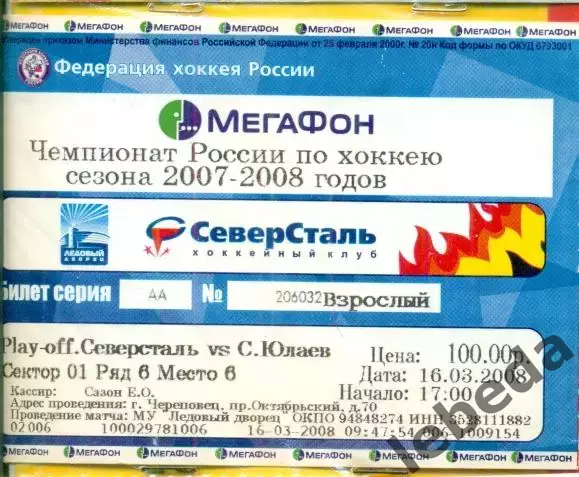 МЕГАФОН МЕГАФОН МЕГАФОН МЕГАФОН МЕГАФОН МЕГАФОН МЕГАФОН
приказом Министерства финансов Российской Федерации от 25 февраля 2000г. № 20н Код формы по ОКУД 0793001
Федерация хоккея России
МЕГАФОН
Чемпионат России по хоккею
сезона 2007-2008 годов
ЛЕДОВЫЙ
ДВОРЕЦ
СеверСталь
хоккейный клуб
Билет серия АА № 206032 Взрослый
Play-off.Северсталь vs С.Юлаев Цена: 100.00р.
Сектор 01 Ряд 6 Место 6 Дата: 16.03.2008
Кассир: Сазон Е.О. Начало: 17:00
Адрес проведения: г. Череповец, пр.Октябрьский, д.70
Проведение матча: МУ Ледовый дворец ОКПО 94848274 ИНН 3528111882
02 006 100029781006 16-03-2008 09:47:54 006-1009154
МЕГАФОН МЕГАФОН МЕГАФОН МЕГАФОН МЕГАФОН МЕГАФОН
lebeda